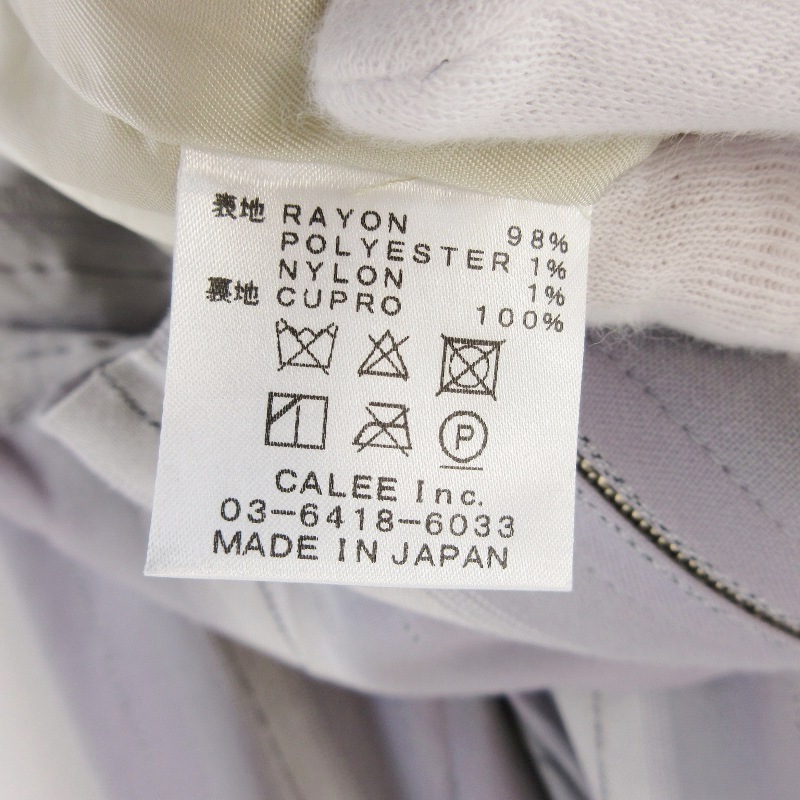 表地 RAYON 98%
POLYESTER 1%
NYLON 1%
裏地 CUPRO 100%
P
CALEE Inc.
03-6418-6033
MADE IN JAPAN